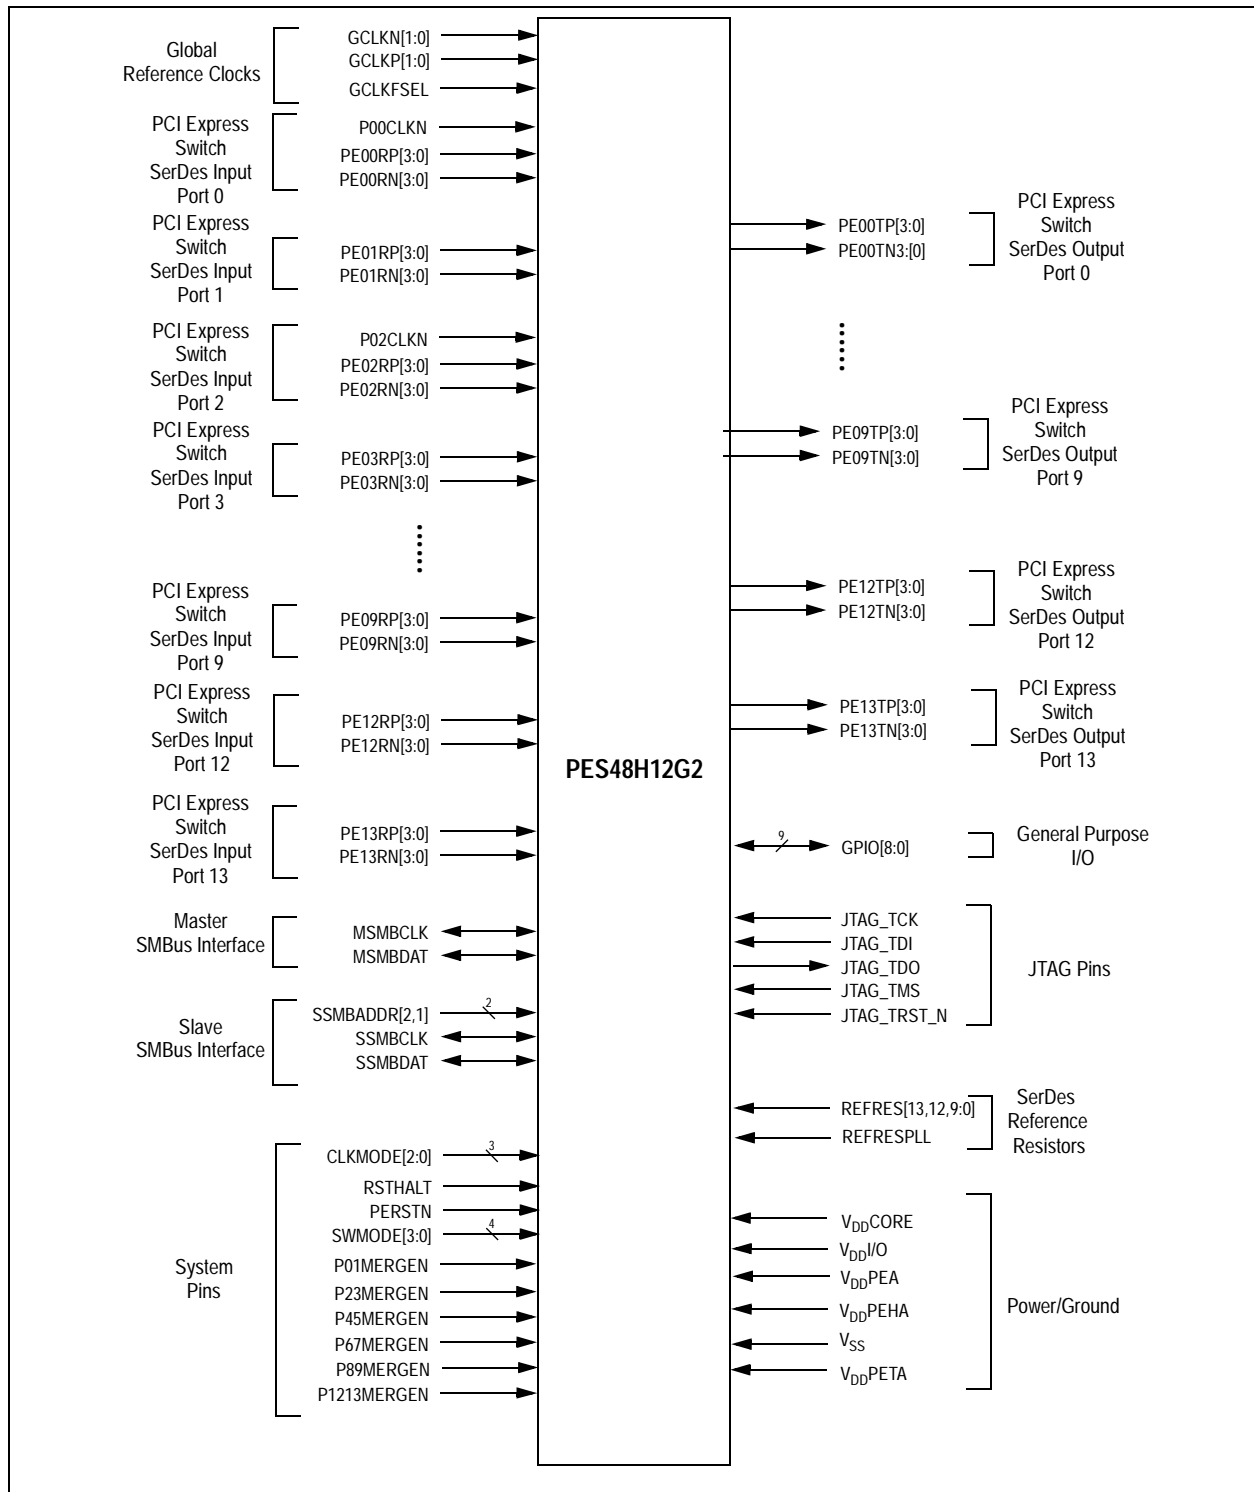 Global
Reference Clocks
GCLKN[1:0]
GCLKP[1:0]
GCLKFSEL
PCI Express
Switch
SerDes Input
Port 0
P00CLKN
PE00RP[3:0]
PE00RN[3:0]
PCI Express
Switch
SerDes Input
Port 1
PE01RP[3:0]
PE01RN[3:0]
PCI Express
Switch
SerDes Input
Port 2
P02CLKN
PE02RP[3:0]
PE02RN[3:0]
PCI Express
Switch
SerDes Input
Port 3
PE03RP[3:0]
PE03RN[3:0]
PCI Express
Switch
SerDes Input
Port 9
PE09RP[3:0]
PE09RN[3:0]
PCI Express
Switch
SerDes Input
Port 12
PE12RP[3:0]
PE12RN[3:0]
PCI Express
Switch
SerDes Input
Port 13
PE13RP[3:0]
PE13RN[3:0]
Master
SMBus Interface
MSMBCLK
MSMBDAT
Slave
SMBus Interface
SSMBADDR[2,1]
2
SSMBCLK
SSMBDAT
System
Pins
CLKMODE[2:0]
3
RSTHALT
PERSTN
SWMODE[3:0]
4
P01MERGEN
P23MERGEN
P45MERGEN
P67MERGEN
P89MERGEN
P1213MERGEN
PES48H12G2
PE00TP[3:0]
PE00TN3:[0]
PCI Express
Switch
SerDes Output
Port 0
PE09TP[3:0]
PE09TN[3:0]
PCI Express
Switch
SerDes Output
Port 9
PE12TP[3:0]
PE12TN[3:0]
PCI Express
Switch
SerDes Output
Port 12
PE13TP[3:0]
PE13TN[3:0]
PCI Express
Switch
SerDes Output
Port 13
9
GPIO[8:0]
General Purpose
I/O
JTAG_TCK
JTAG_TDI
JTAG_TDO
JTAG_TMS
JTAG_TRST_N
JTAG Pins
REFRES[13,12,9:0]
REFRESPLL
SerDes
Reference
Resistors
VDDCORE
VDDI/O
VDDPEA
VDDPEHA
VSS
VDDPETA
Power/Ground